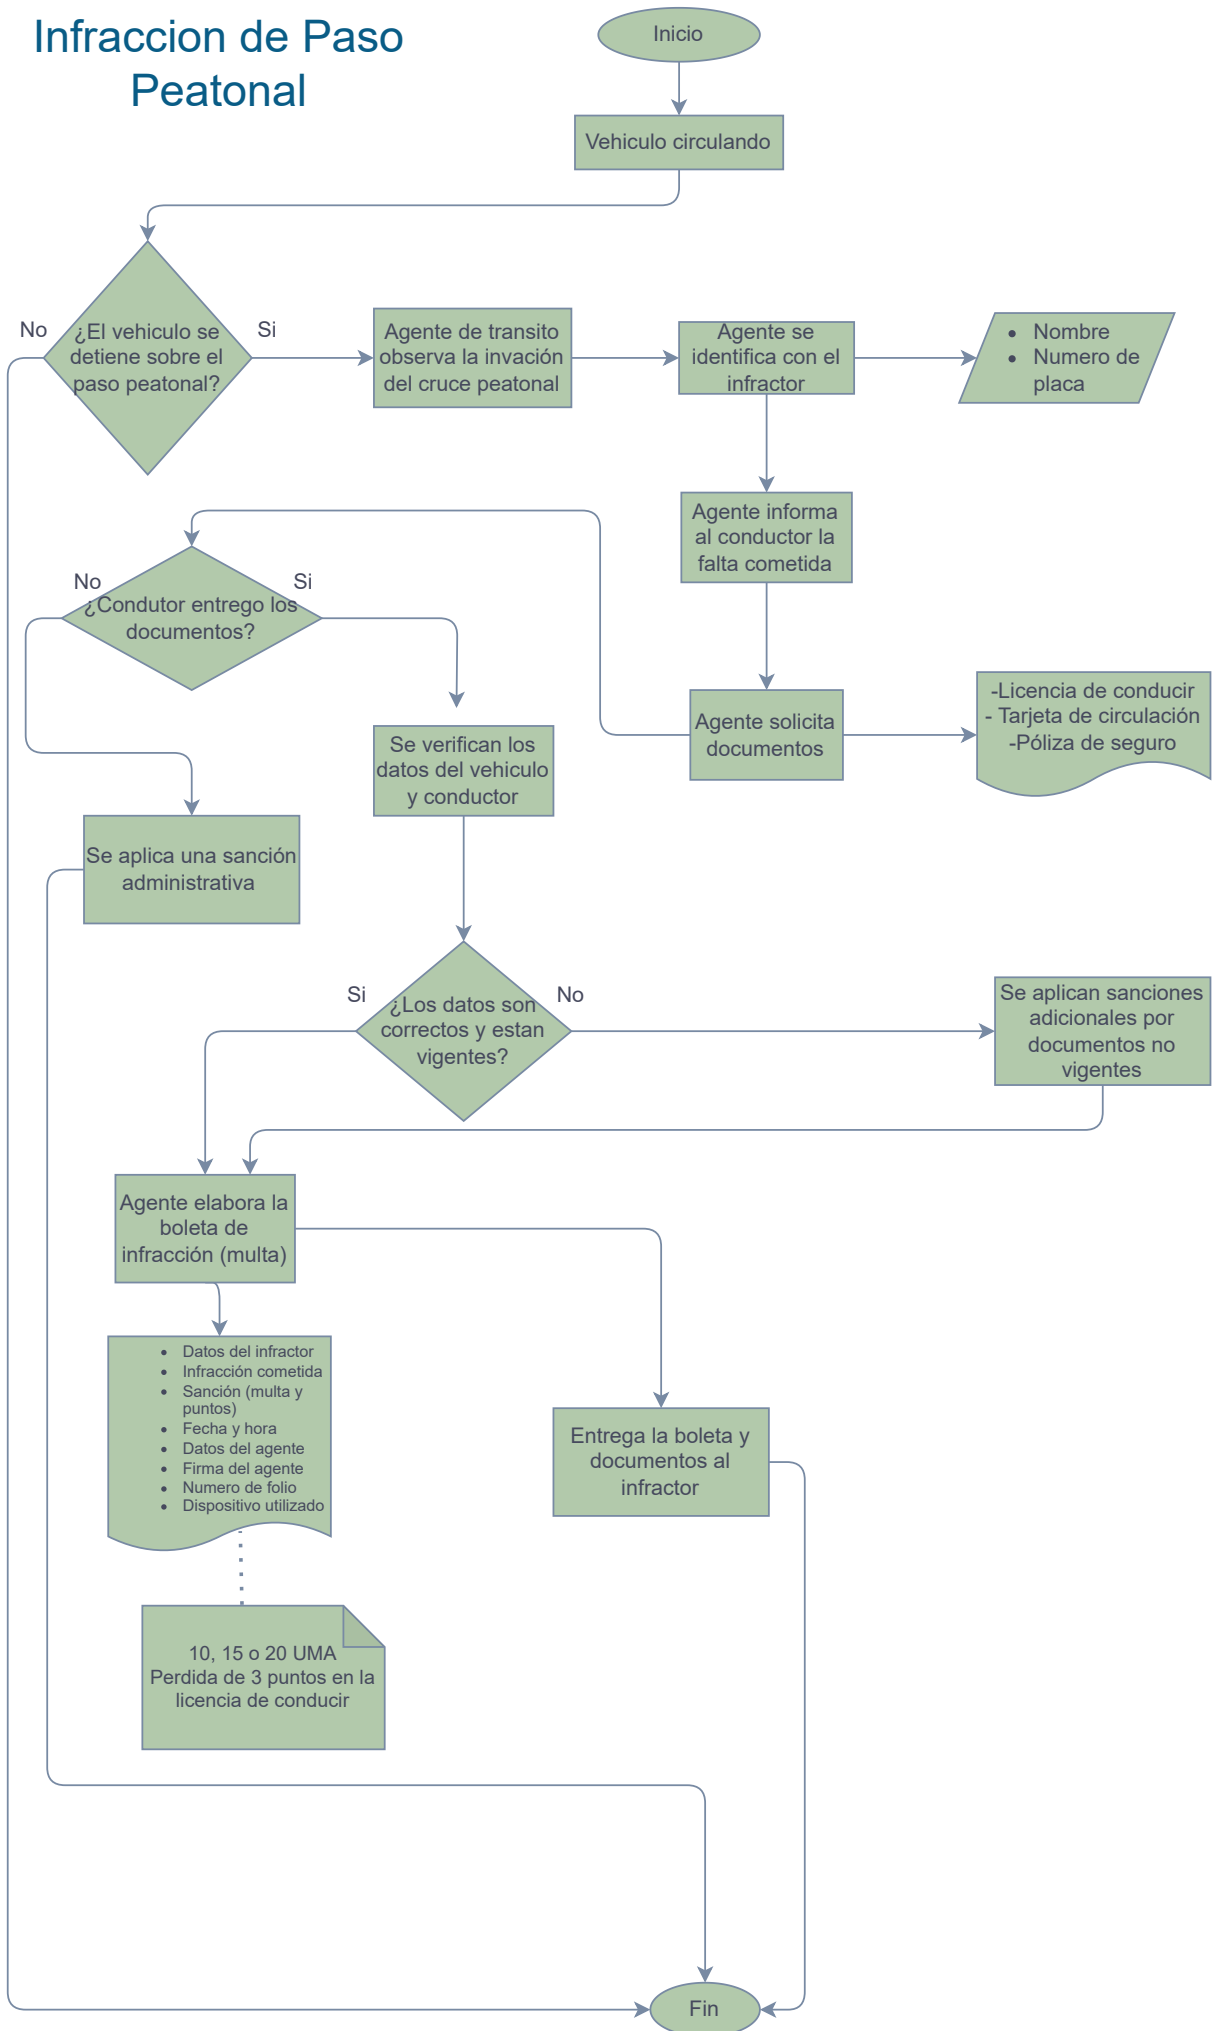 Infraccion de Paso
Peatonal
Inicio
Vehiculo circulando
No
¿El vehiculo se
detiene sobre el
paso peatonal?
Si
Agente de transito
observa la invación
del cruce peatonal
Agente se
identifica con el
infractor
• Nombre
• Numero de
placa
Agente informa
al conductor la
falta cometida
No
Si
¿Condutor entrego los
documentos?
Agente solicita
documentos
-Licencia de conducir
- Tarjeta de circulación
-Póliza de seguro
Se verifican los
datos del vehiculo
y conductor
Se aplica una sanción
administrativa
Si
¿Los datos son
correctos y estan
vigentes?
No
Se aplican sanciones
adicionales por
documentos no
vigentes
Agente elabora la
boleta de
infracción (multa)
• Datos del infractor
• Infracción cometida
• Sanción (multa y
puntos)
• Fecha y hora
• Datos del agente
• Firma del agente
• Numero de folio
• Dispositivo utilizado
Entrega la boleta y
documentos al
infractor
10, 15 o 20 UMA
Perdida de 3 puntos en la
licencia de conducir
Fin